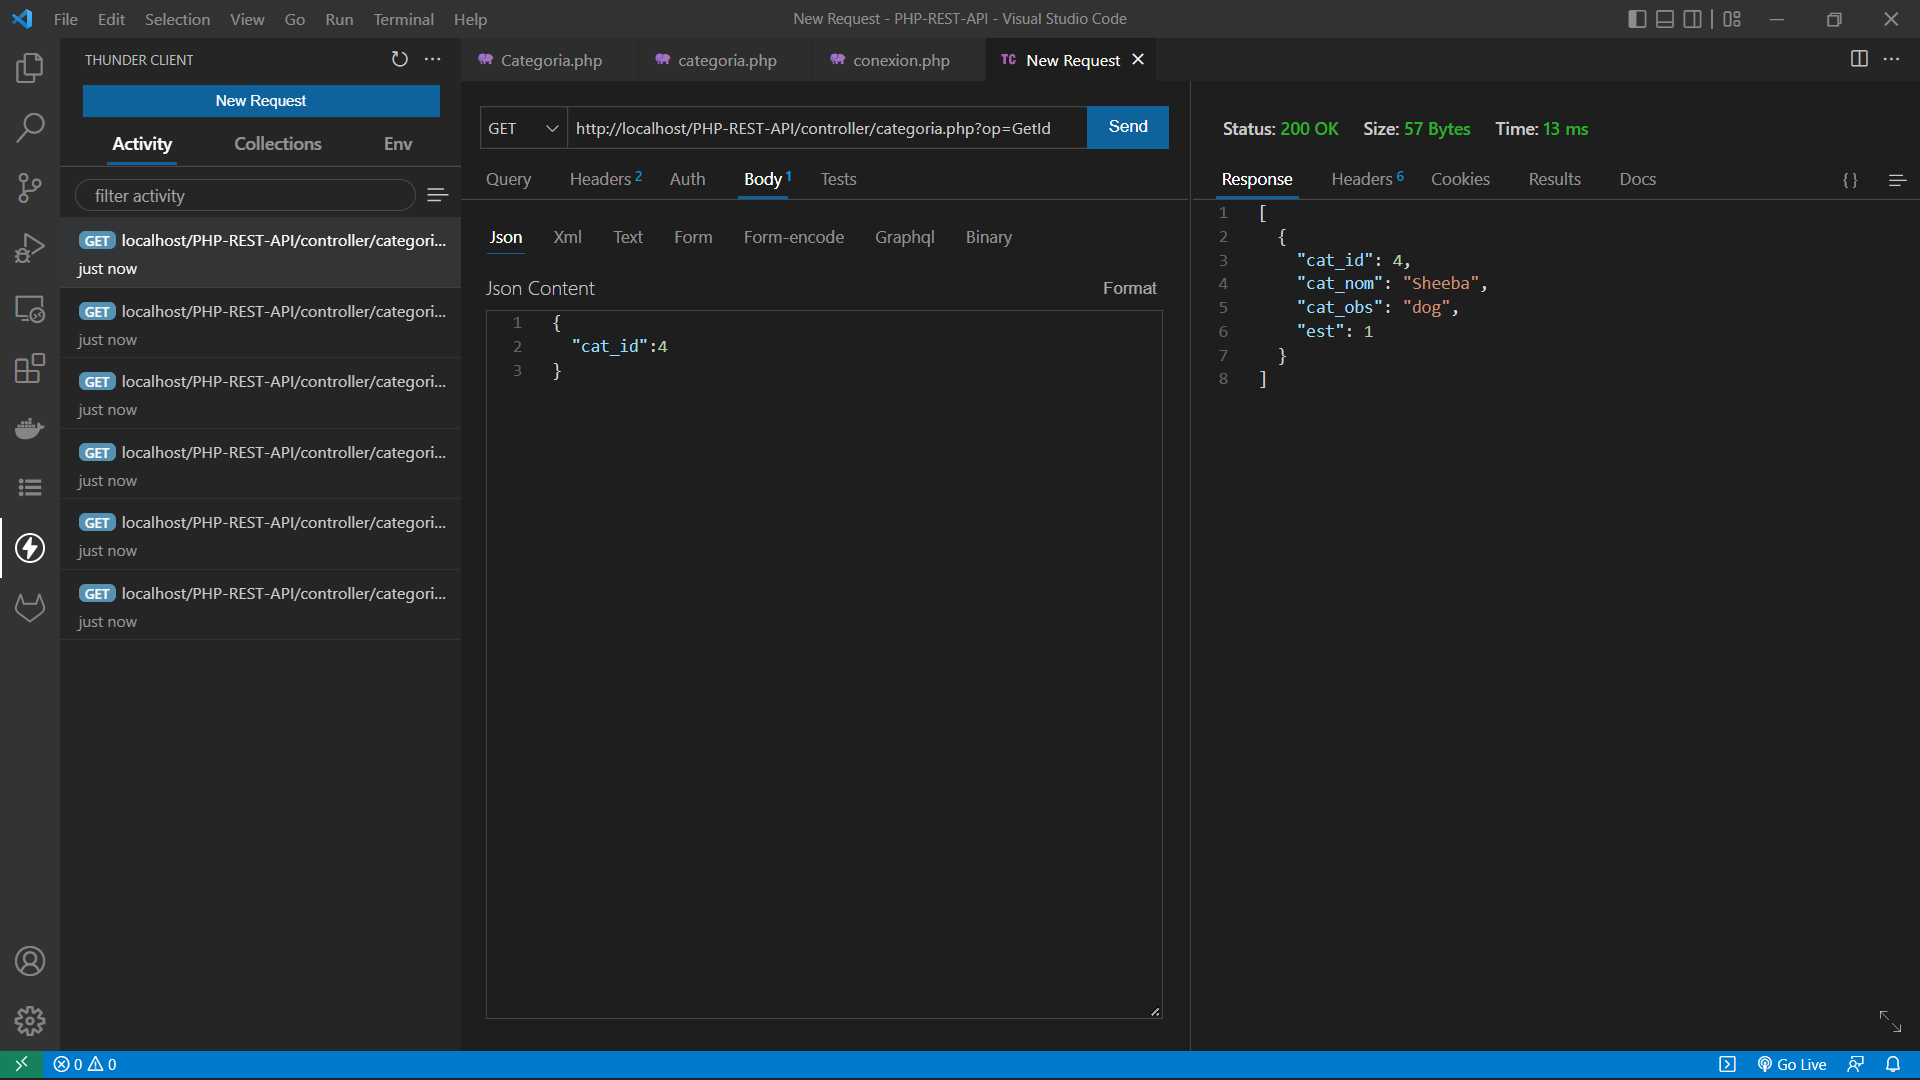 File Edit Selection View Go Run Terminal Help
New Request - PHP-REST-API - Visual Studio Code
THUNDER CLIENT
New Request
Activity Collections Env
filter activity
GET localhost/PHP-REST-API/controller/categori...
just now
GET localhost/PHP-REST-API/controller/categori...
just now
GET localhost/PHP-REST-API/controller/categori...
just now
GET localhost/PHP-REST-API/controller/categori...
just now
GET localhost/PHP-REST-API/controller/categori...
just now
GET localhost/PHP-REST-API/controller/categori...
just now
Categoria.php categoria.php conexion.php TC New Request
GET http://localhost/PHP-REST-API/controller/categoria.php?op=GetId Send
Query Headers 2 Auth Body 1 Tests
Json Xml Text Form Form-encode Graphql Binary
Json Content Format
1 {
2 "cat_id":4
3 }
Status: 200 OK Size: 57 Bytes Time: 13 ms
Response Headers 6 Cookies Results Docs { }
1 [
2 {
3 "cat_id": 4,
4 "cat_nom": "Sheeba",
5 "cat_obs": "dog",
6 "est": 1
7 }
8 ]
0 0 Go Live